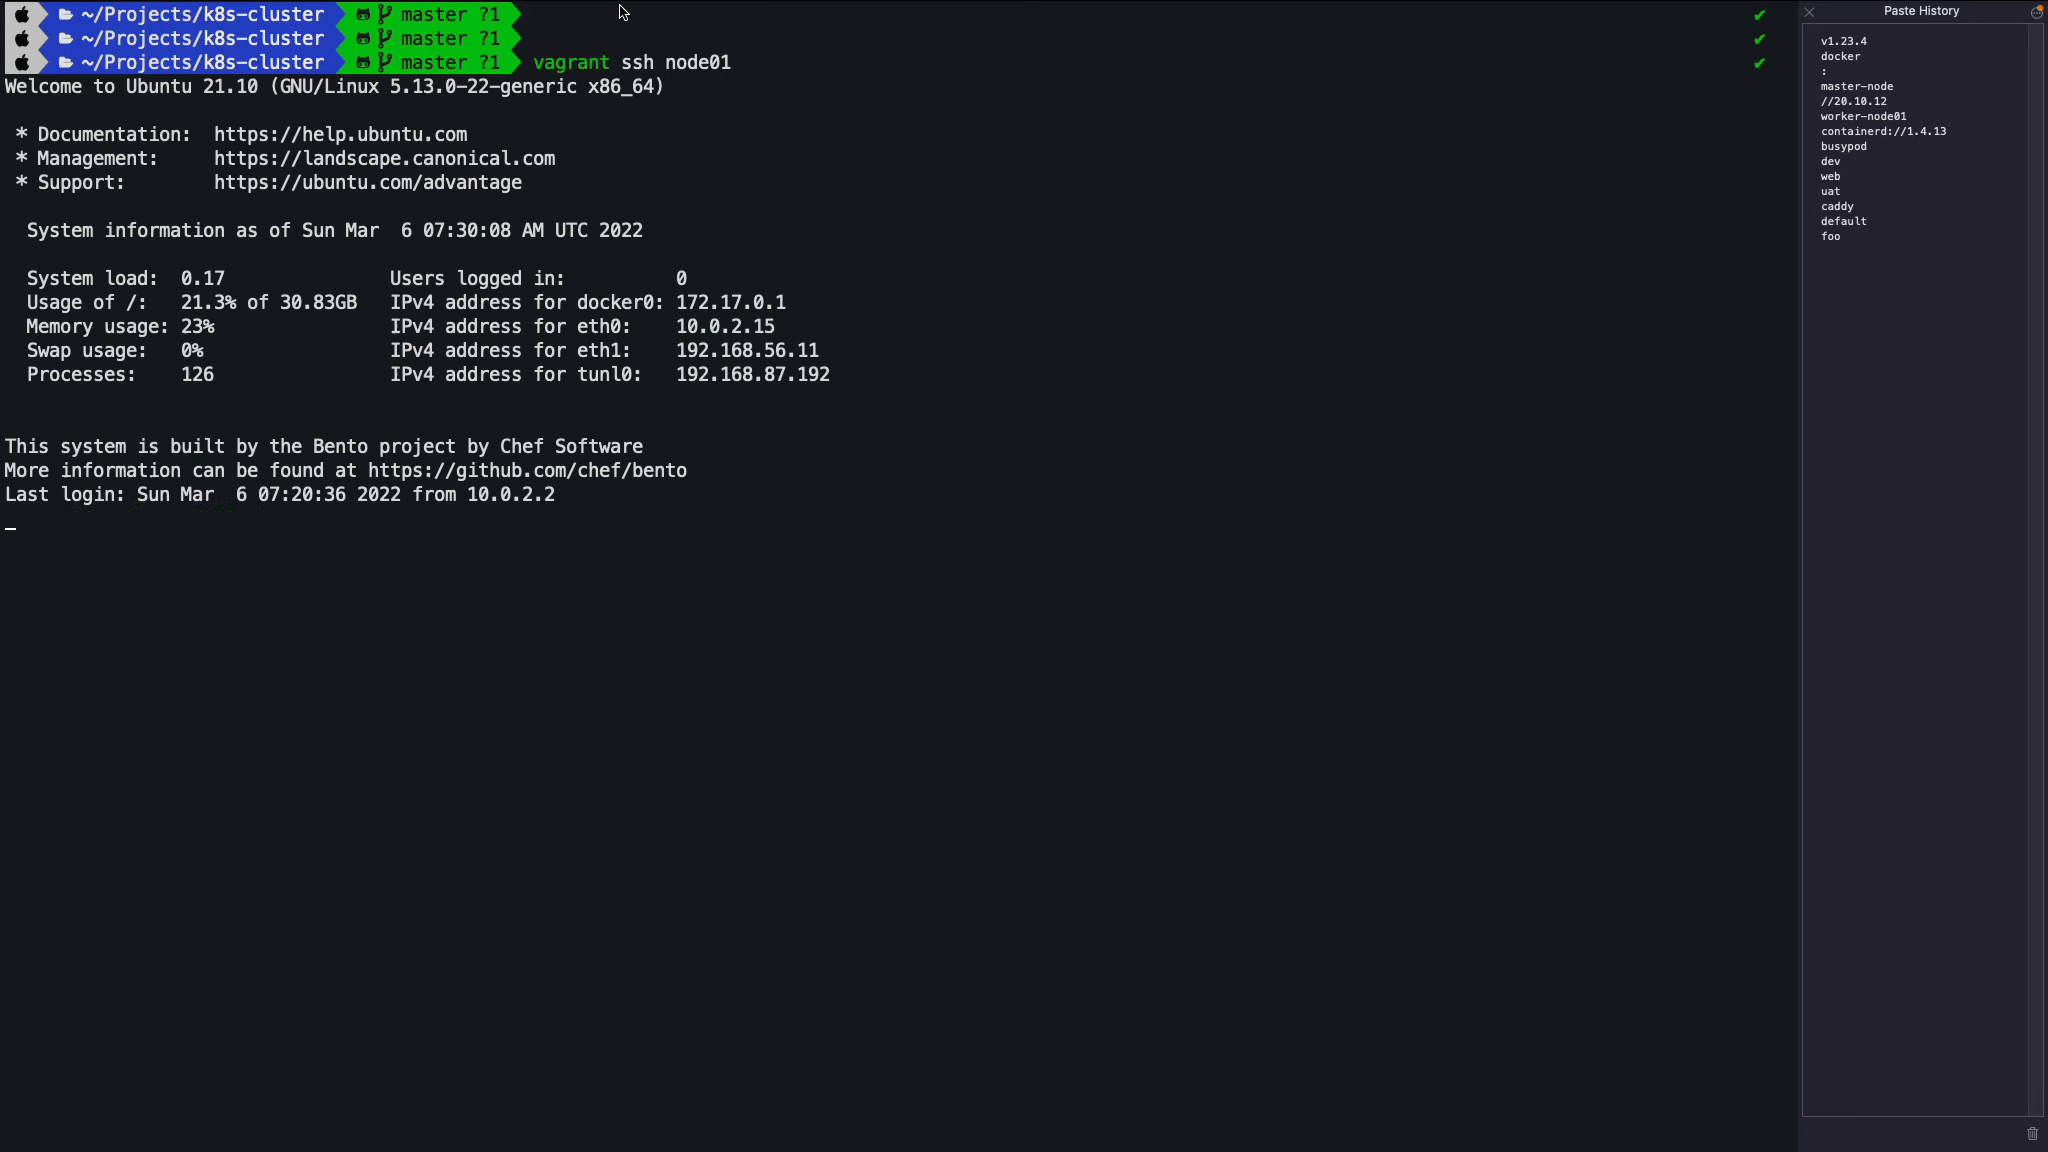 ~/Projects/k8s-cluster master ?1 ✔
~/Projects/k8s-cluster master ?1 ✔
~/Projects/k8s-cluster master ?1 vagrant ssh node01 ✔
Welcome to Ubuntu 21.10 (GNU/Linux 5.13.0-22-generic x86_64)
* Documentation: https://help.ubuntu.com
* Management: https://landscape.canonical.com
* Support: https://ubuntu.com/advantage
System information as of Sun Mar 6 07:30:08 AM UTC 2022
System load: 0.17 Users logged in: 0
Usage of /: 21.3% of 30.83GB IPv4 address for docker0: 172.17.0.1
Memory usage: 23% IPv4 address for eth0: 10.0.2.15
Swap usage: 0% IPv4 address for eth1: 192.168.56.11
Processes: 126 IPv4 address for tunl0: 192.168.87.192
This system is built by the Bento project by Chef Software
More information can be found at https://github.com/chef/bento
Last login: Sun Mar 6 07:20:36 2022 from 10.0.2.2
Paste History
v1.23.4
docker
:
master-node
//20.10.12
worker-node01
containerd://1.4.13
busypod
dev
web
uat
caddy
default
foo